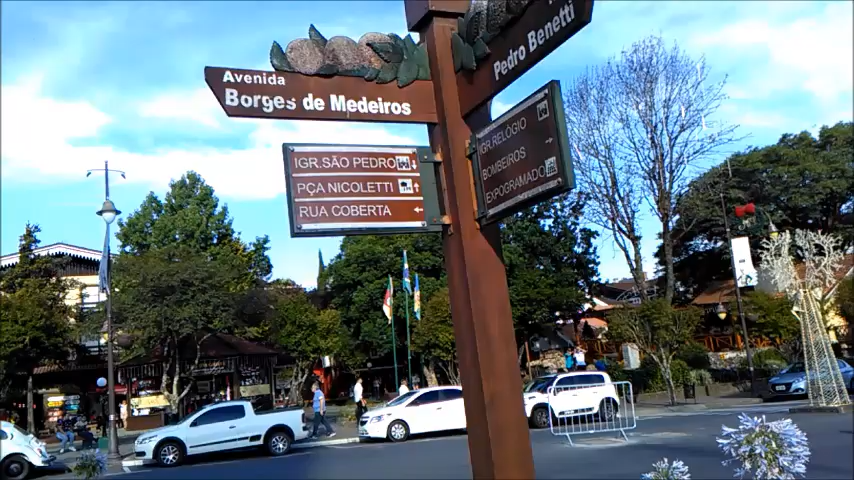 Avenida
Borges de Medeiros
Pedro Benetti
IGR.SÃO PEDRO
PÇA NICOLETTI
RUA COBERTA
IGR.RELÓGIO
BOMBEIROS
EXPOGRAMADO